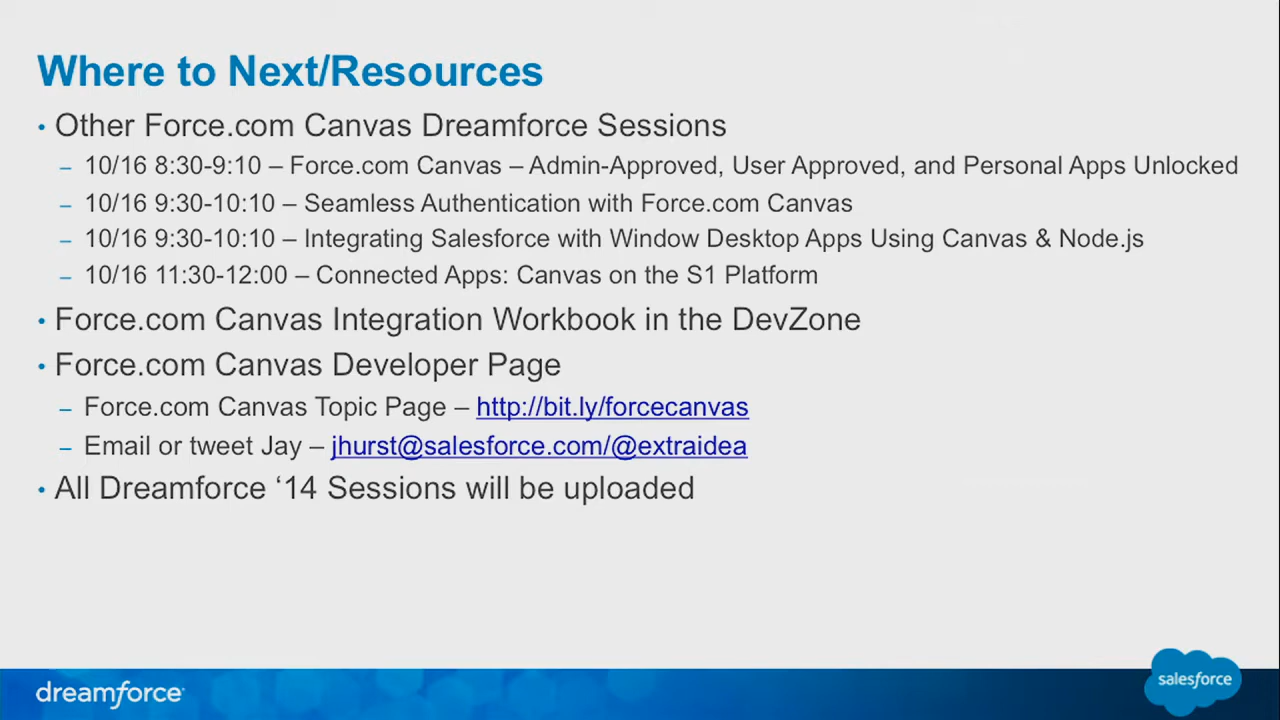 Where to Next/Resources
• Other Force.com Canvas Dreamforce Sessions
– 10/16 8:30-9:10 – Force.com Canvas – Admin-Approved, User Approved, and Personal Apps Unlocked
– 10/16 9:30-10:10 – Seamless Authentication with Force.com Canvas
– 10/16 9:30-10:10 – Integrating Salesforce with Window Desktop Apps Using Canvas & Node.js
– 10/16 11:30-12:00 – Connected Apps: Canvas on the S1 Platform
• Force.com Canvas Integration Workbook in the DevZone
• Force.com Canvas Developer Page
– Force.com Canvas Topic Page – http://bit.ly/forcecanvas
– Email or tweet Jay – jhurst@salesforce.com/@extraidea
• All Dreamforce ‘14 Sessions will be uploaded
dreamforce
salesforce